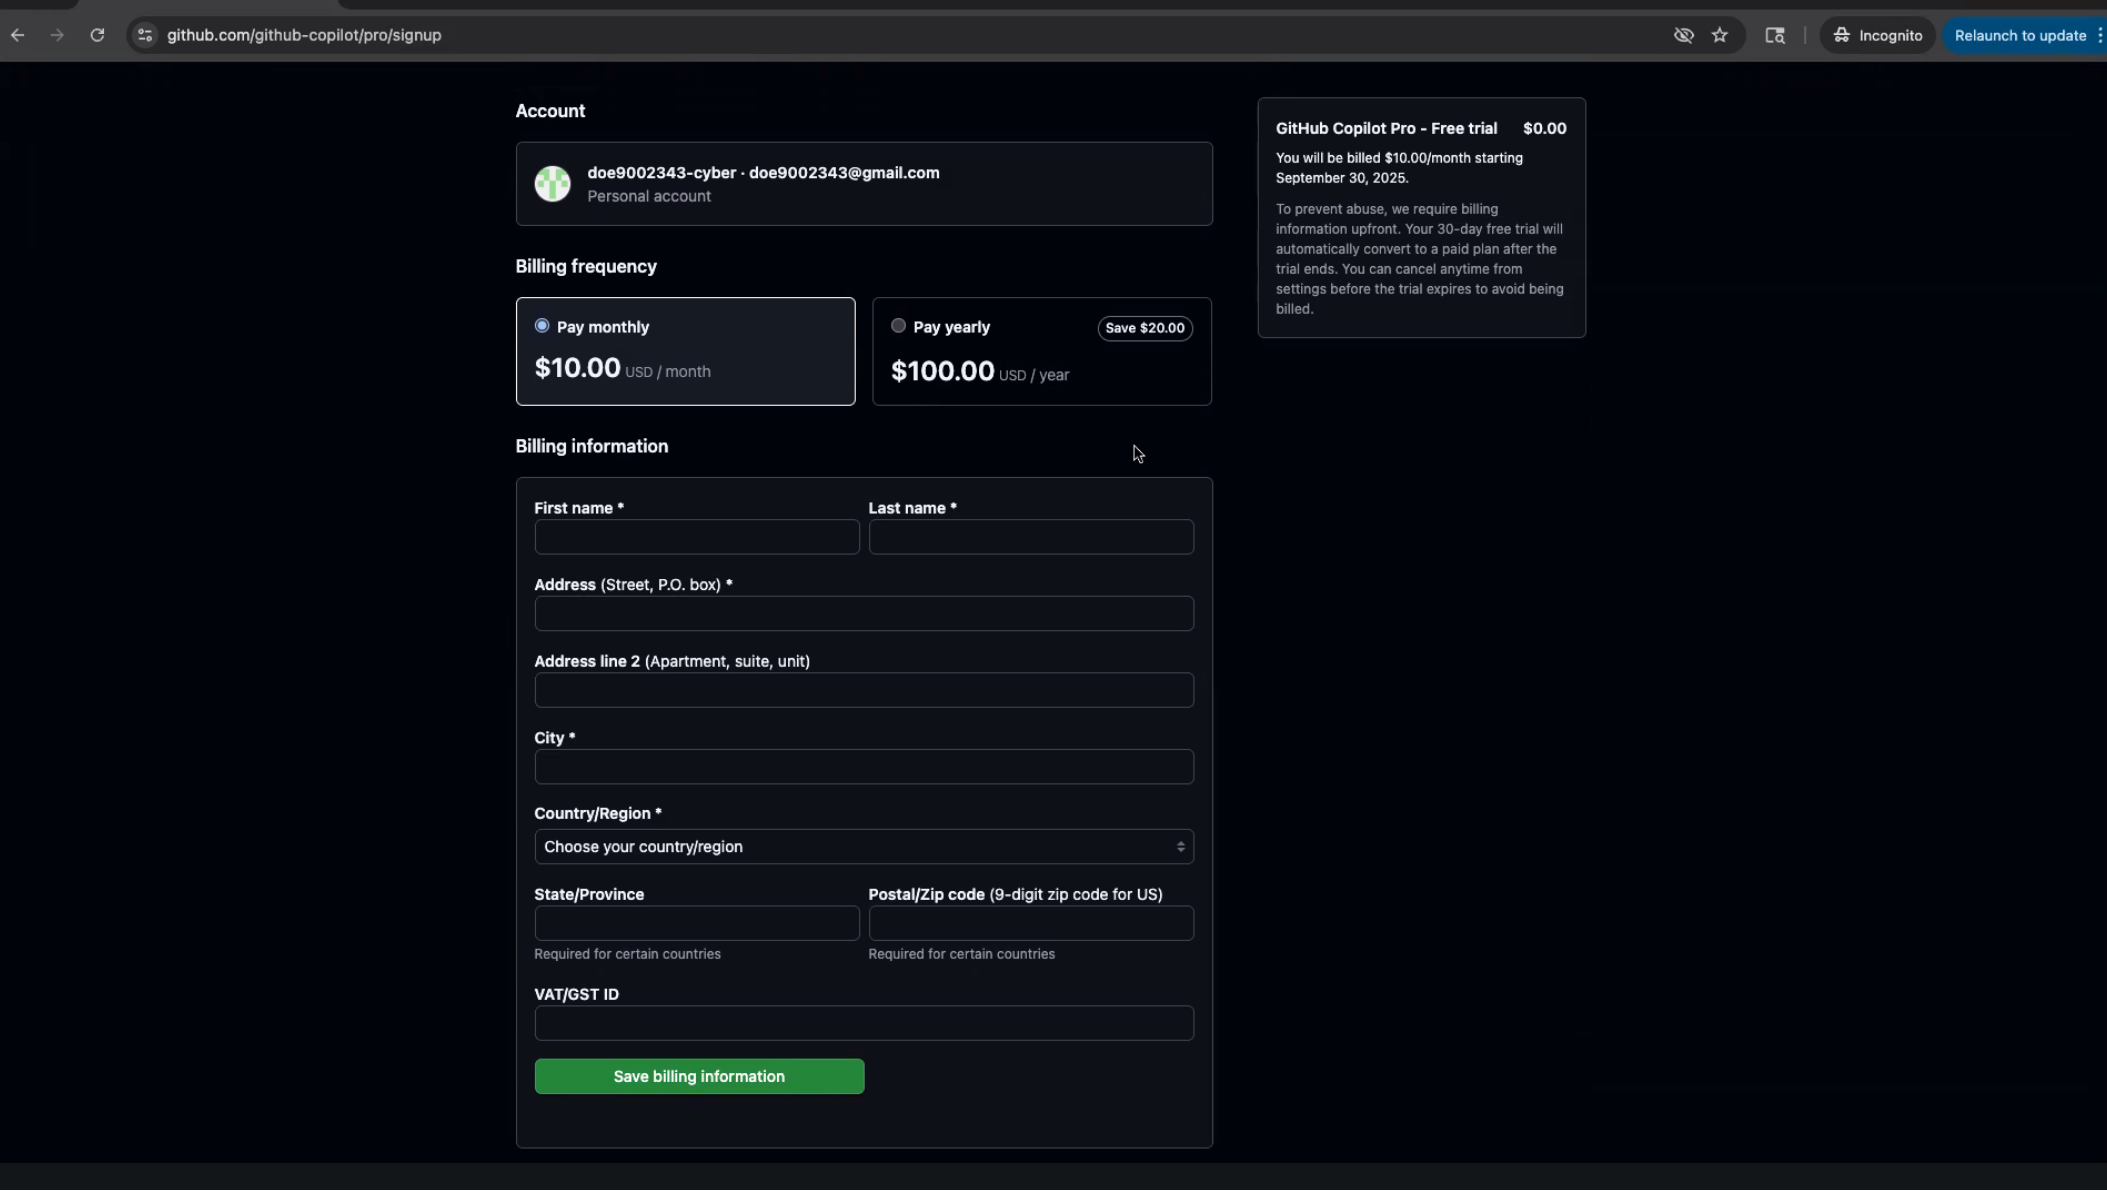 github.com/github-copilot/pro/signup
Incognito
Relaunch to update
Account
doe9002343-cyber · doe9002343@gmail.com
Personal account
Billing frequency
Pay monthly
$10.00 USD / month
Pay yearly
Save $20.00
$100.00 USD / year
Billing information
First name *
Last name *
Address (Street, P.O. box) *
Address line 2 (Apartment, suite, unit)
City *
Country/Region *
Choose your country/region
State/Province
Postal/Zip code (9-digit zip code for US)
Required for certain countries
Required for certain countries
VAT/GST ID
Save billing information
GitHub Copilot Pro - Free trial $0.00
You will be billed $10.00/month starting
September 30, 2025.
To prevent abuse, we require billing
information upfront. Your 30-day free trial will
automatically convert to a paid plan after the
trial ends. You can cancel anytime from
settings before the trial expires to avoid being
billed.